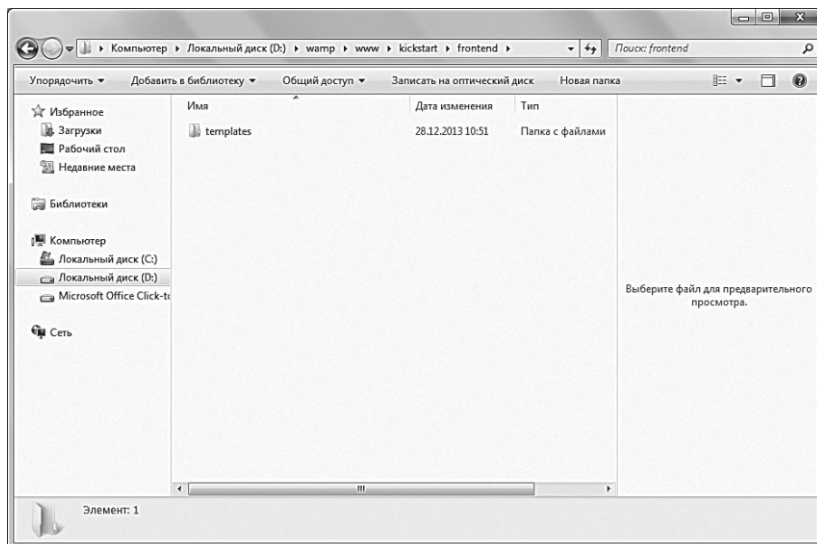 Компьютер ▸ Локальный диск (D:) ▸ wamp ▸ www ▸ kickstart ▸ frontend ▸
Поиск: frontend
Упорядочить Добавить в библиотеку Общий доступ Записать на оптический диск Новая папка
Избранное
Загрузки
Рабочий стол
Недавние места
Библиотеки
Компьютер
Локальный диск (C:)
Локальный диск (D:)
Microsoft Office Click-to
Сеть
Имя Дата изменения Тип
templates 28.12.2013 10:51 Папка с файлами
Выберите файл для предварительного
просмотра.
Элемент: 1